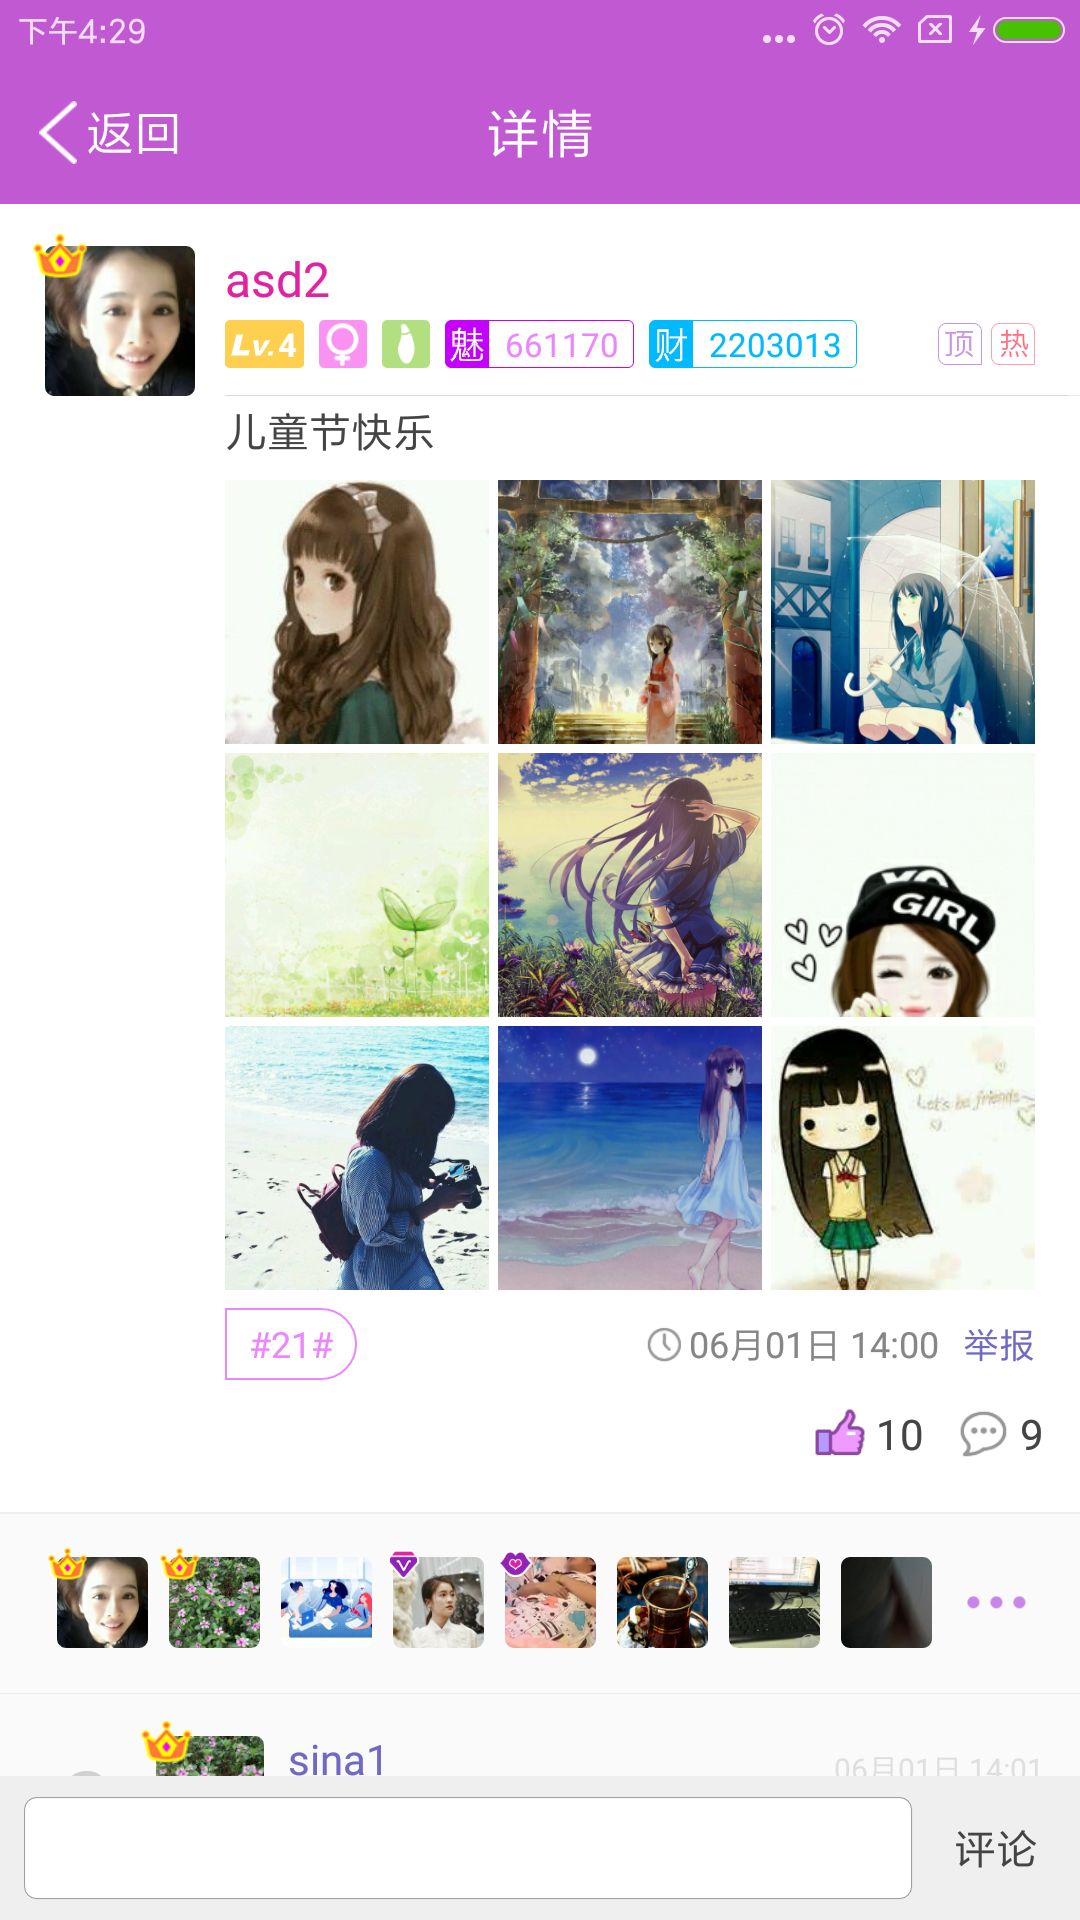 下午4:29
返回
详情
asd2
Lv.4
魅 661170
财 2203013
顶
热
儿童节快乐
YO
GIRL
Let's be friends
#21#
06月01日 14:00
举报
10
9
sina1
06月01日 14:01
评论